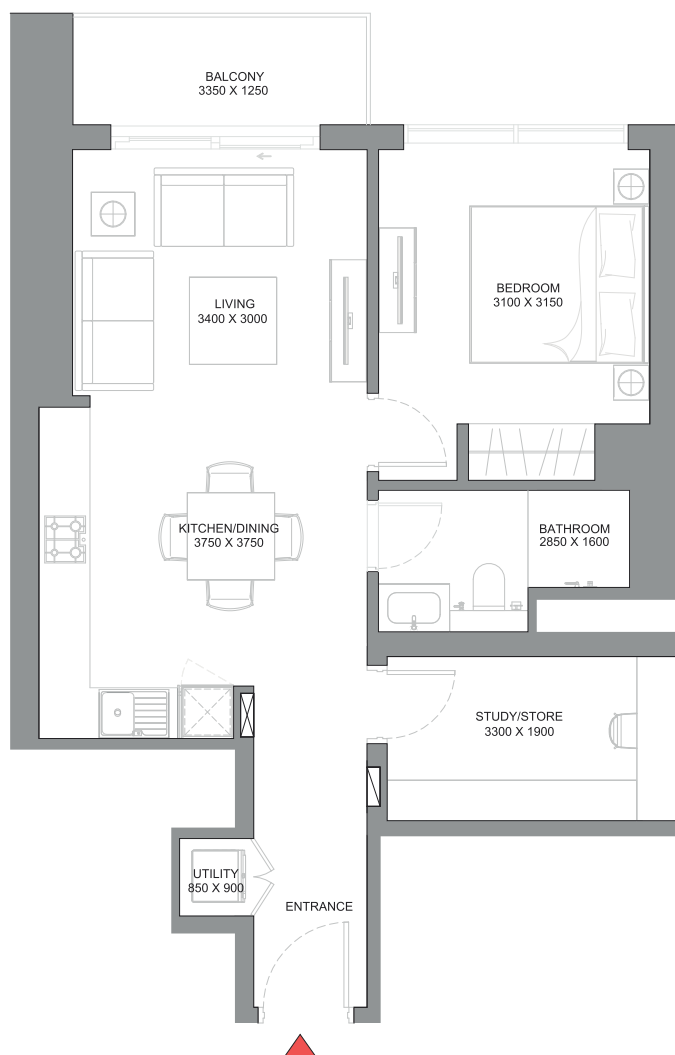 BALCONY
3350 X 1250
LIVING
3400 X 3000
BEDROOM
3100 X 3150
KITCHEN/DINING
3750 X 3750
BATHROOM
2850 X 1600
STUDY/STORE
3300 X 1900
UTILITY
850 X 900
ENTRANCE